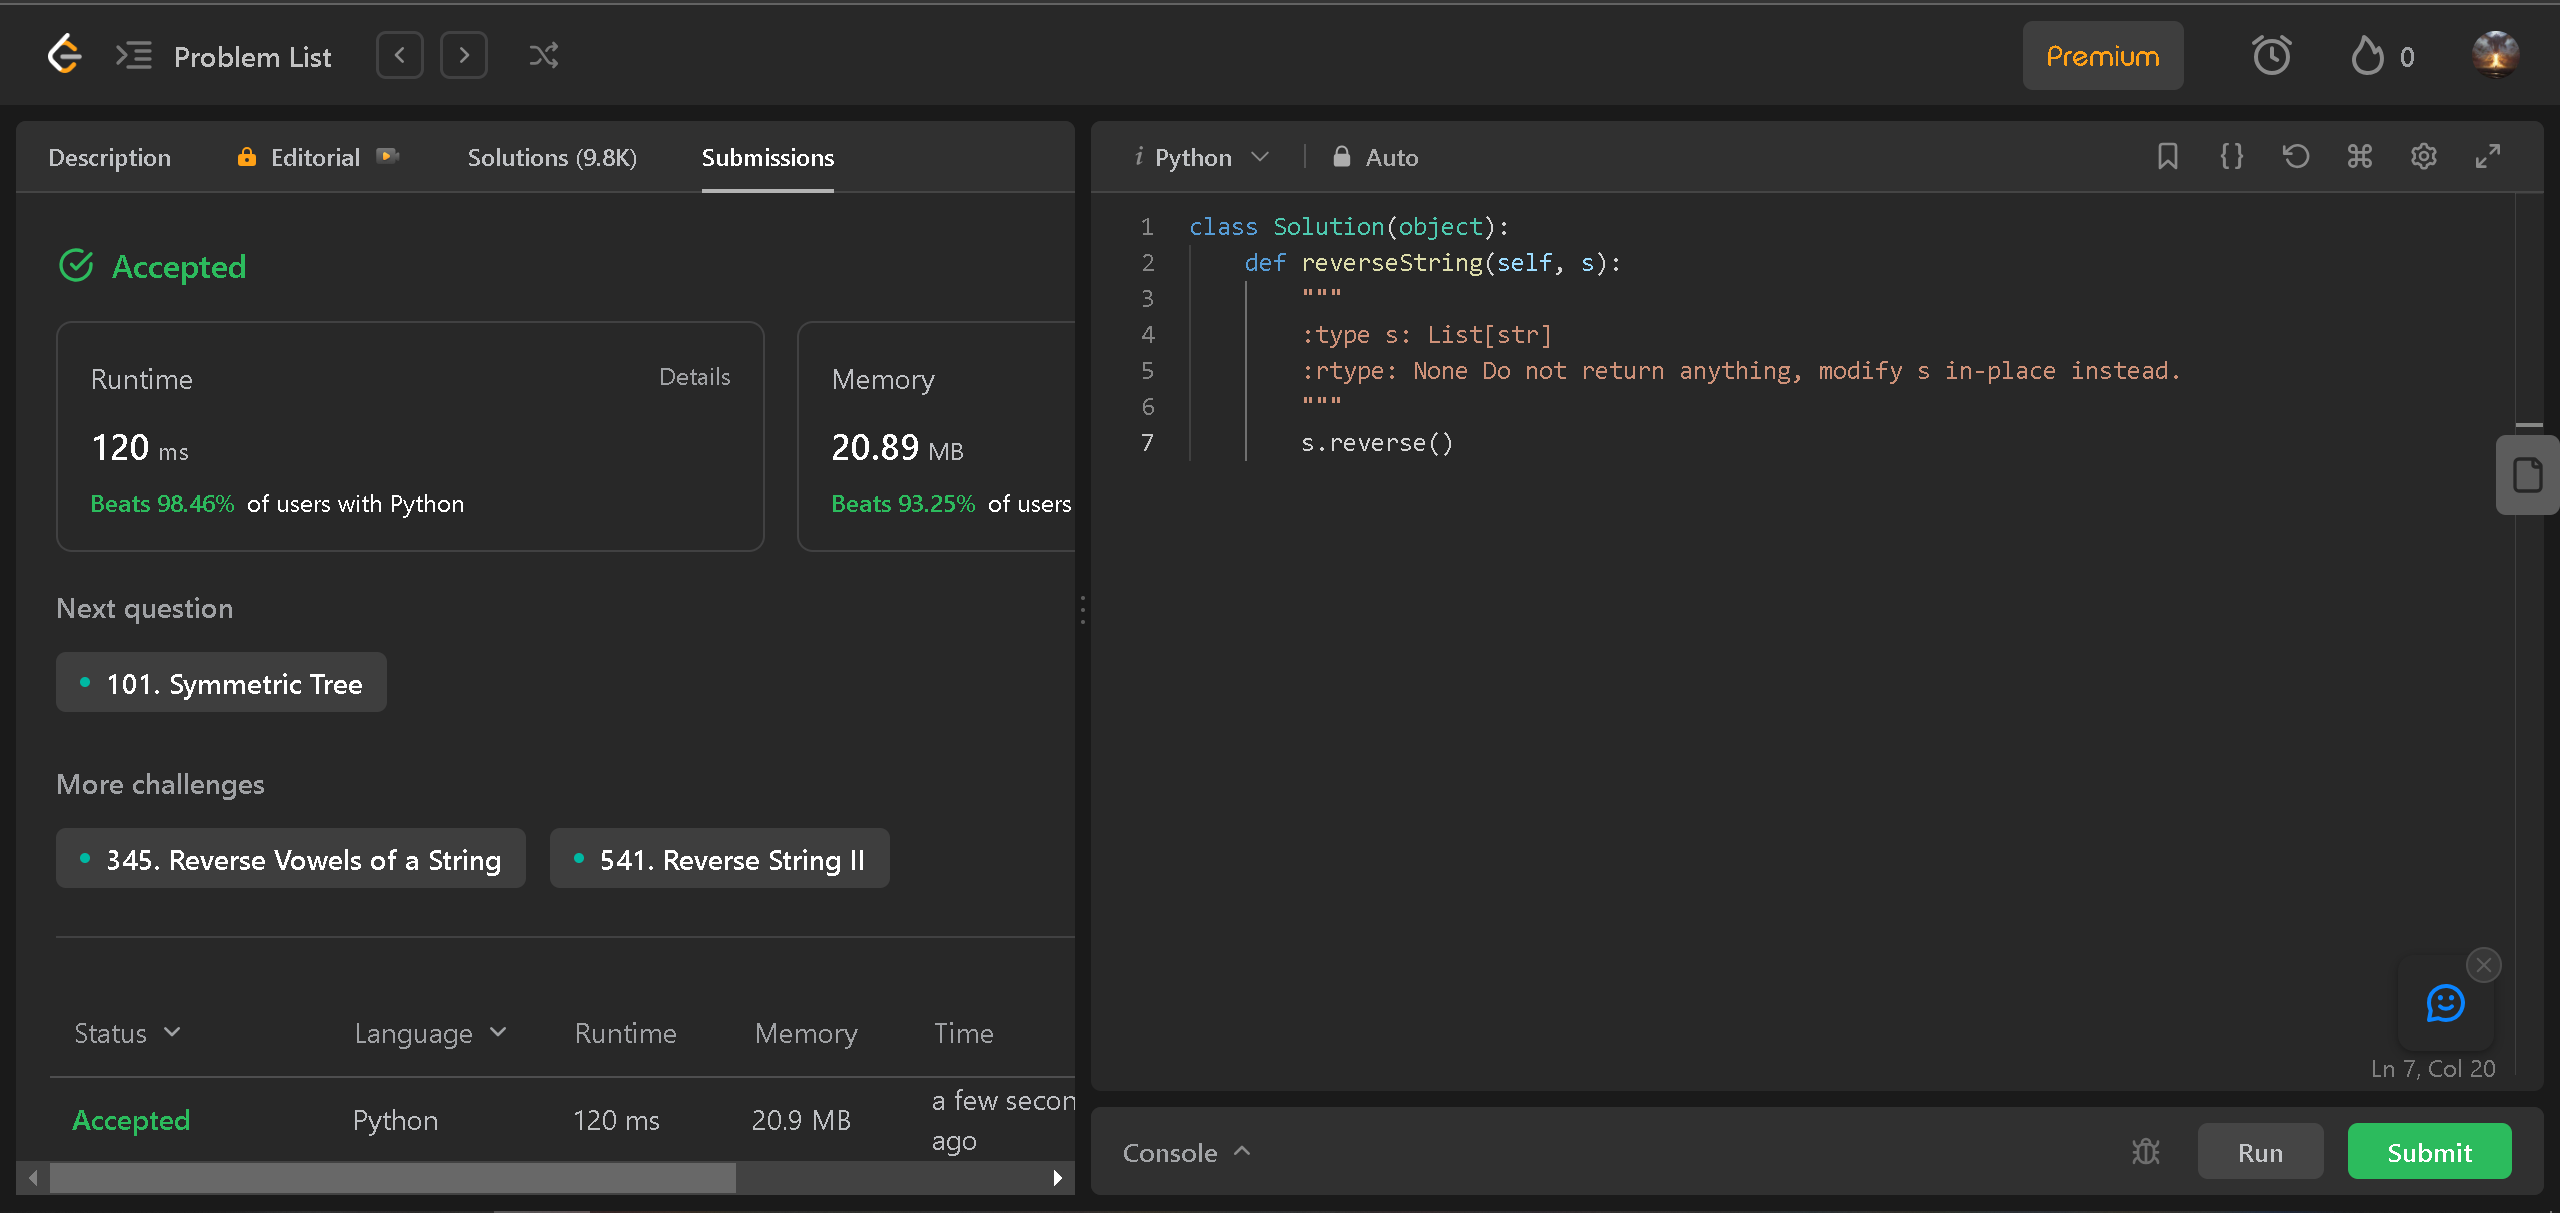 Problem List
Premium
0
Description Editorial Solutions (9.8K) Submissions
Accepted
Runtime Details
120 ms
Beats 98.46% of users with Python
Memory
20.89 MB
Beats 93.25% of users
Next question
101. Symmetric Tree
More challenges
345. Reverse Vowels of a String
541. Reverse String II
Status Language Runtime Memory Time
Accepted Python 120 ms 20.9 MB a few secon
ago
i Python Auto
1 class Solution(object):
2 def reverseString(self, s):
3 """
4 :type s: List[str]
5 :rtype: None Do not return anything, modify s in-place instead.
6 """
7 s.reverse()
Ln 7, Col 20
Console Run Submit